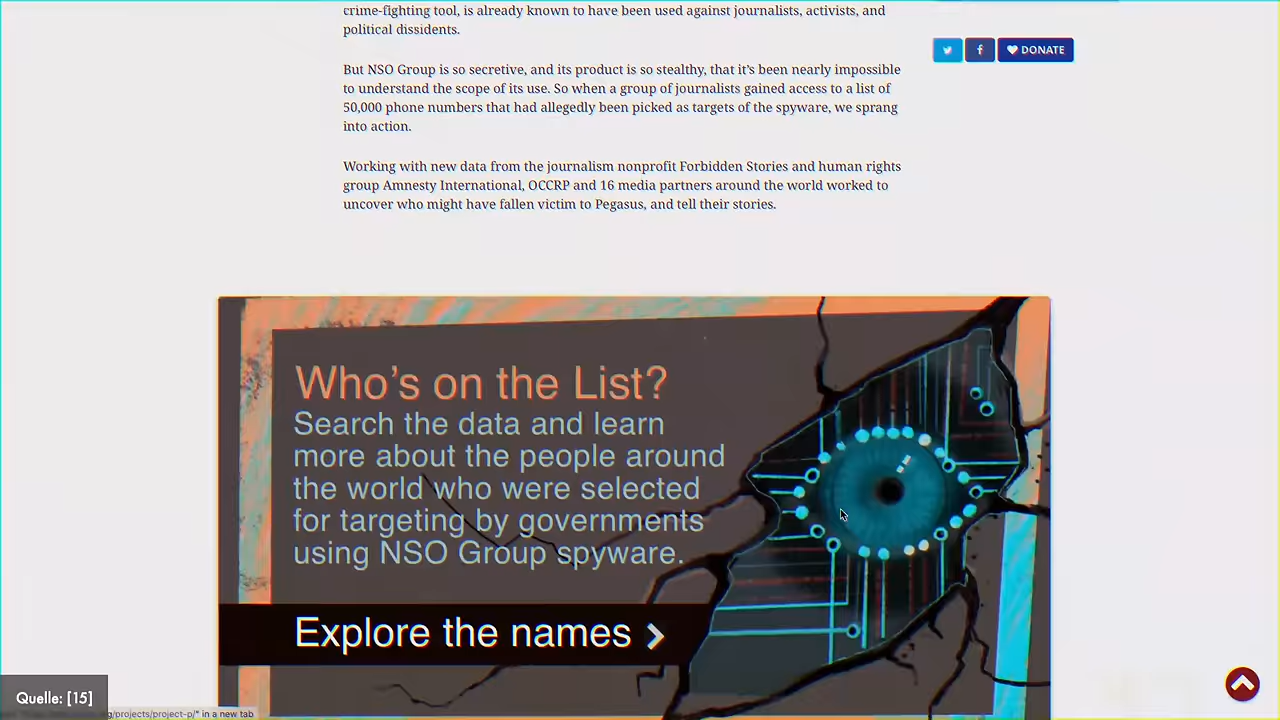 crime-fighting tool, is already known to have been used against journalists, activists, and
political dissidents.
DONATE
But NSO Group is so secretive, and its product is so stealthy, that it's been nearly impossible
to understand the scope of its use. So when a group of journalists gained access to a list of
50,000 phone numbers that had allegedly been picked as targets of the spyware, we sprang
into action.
Working with new data from the journalism nonprofit Forbidden Stories and human rights
group Amnesty International, OCCRP and 16 media partners around the world worked to
uncover who might have fallen victim to Pegasus, and tell their stories.
Who's on the List?
Search the data and learn
more about the people around
the world who were selected
for targeting by governments
using NSO Group spyware.
Explore the names
Quelle: [15]
/projects/project-p/" in a new tab